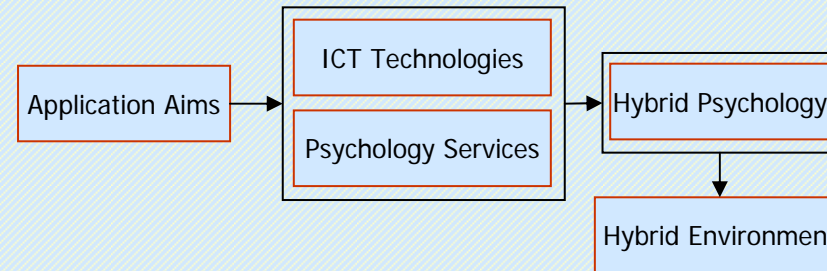 ICT Technologies
Application Aims
Psychology Services
Hybrid Psychology
Hybrid Environmen